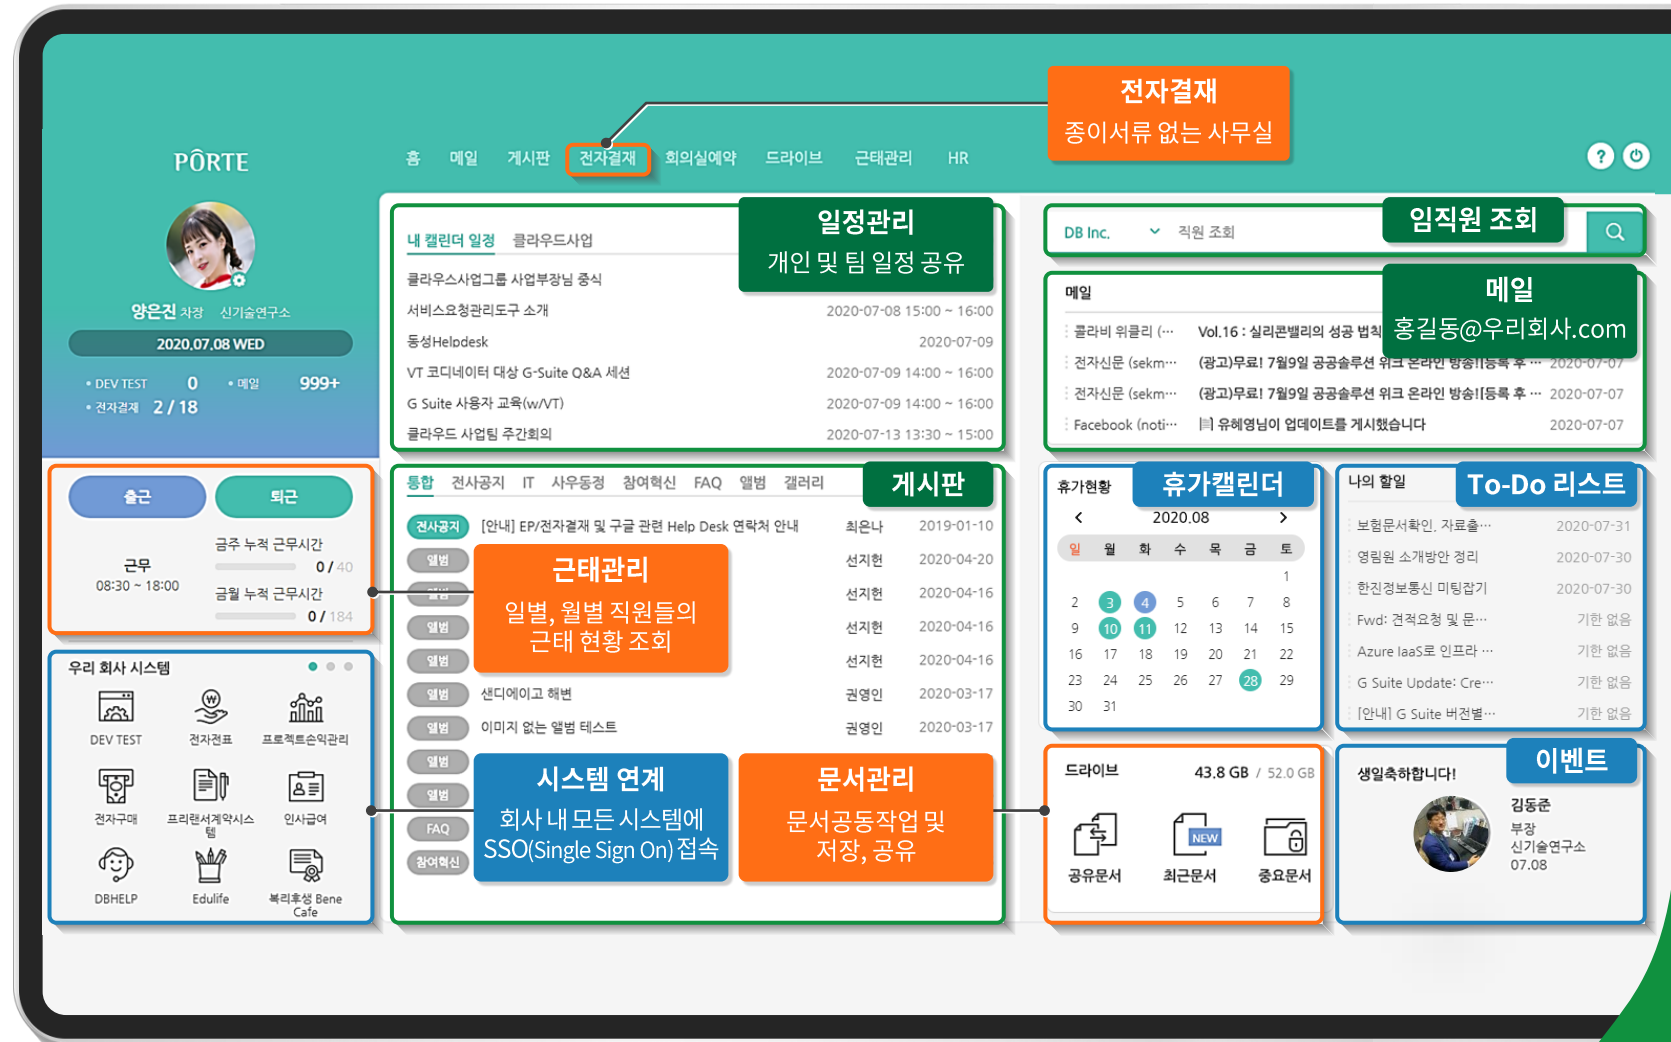 전자결재
종이서류 없는 사무실
PÔRTE
홈 메일 게시판 전자결재 회의실예약 드라이브 근태관리 HR
?
양은진 차장 신기술연구소
2020.07.08 WED
• DEV TEST 0 • 메일 999+
• 전자결재 2 / 18
출근 퇴근
근무
08:30 ~ 18:00
금주 누적 근무시간
0 / 40
금월 누적 근무시간
0 / 184
우리 회사 시스템
DEV TEST 전자전표 프로젝트손익관리
전자구매 프리랜서계약시스템 인사급여
DBHELP Edulife 복리후생 Bene Cafe
내 캘린더 일정 클라우드사업
일정관리
개인 및 팀 일정 공유
클라우스사업그룹 사업부장님 중식
서비스요청관리도구 소개 2020-07-08 15:00 ~ 16:00
동성Helpdesk 2020-07-09
VT 코디네이터 대상 G-Suite Q&A 세션 2020-07-09 14:00 ~ 16:00
G Suite 사용자 교육(w/VT) 2020-07-09 14:00 ~ 16:00
클라우드 사업팀 주간회의 2020-07-13 13:30 ~ 15:00
통합 전사공지 IT 사우동정 참여혁신 FAQ 앨범 갤러리
게시판
전사공지 [안내] EP/전자결재 및 구글 관련 Help Desk 연락처 안내 최은나 2019-01-10
앨범 선지헌 2020-04-20
앨범 선지헌 2020-04-16
앨범 선지헌 2020-04-16
앨범 선지헌 2020-04-16
앨범 샌디에이고 해변 권영인 2020-03-17
앨범 이미지 없는 앨범 테스트 권영인 2020-03-17
앨범
앨범
FAQ
참여혁신
근태관리
일별, 월별 직원들의
근태 현황 조회
시스템 연계
회사 내 모든 시스템에
SSO(Single Sign On) 접속
문서관리
문서공동작업 및
저장, 공유
DB Inc. 직원 조회
임직원 조회
메일
메일
홍길동@우리회사.com
콜라비 위클리 (… Vol.16 : 실리콘밸리의 성공 법칙
전자신문 (sekm… (광고)무료! 7월9일 공공솔루션 위크 온라인 방송![등록 후 … 2020-07-07
전자신문 (sekm… (광고)무료! 7월9일 공공솔루션 위크 온라인 방송![등록 후 … 2020-07-07
Facebook (noti… 유혜영님이 업데이트를 게시했습니다 2020-07-07
휴가현황
휴가캘린더
< 2020.08 >
일 월 화 수 목 금 토
1
2 3 4 5 6 7 8
9 10 11 12 13 14 15
16 17 18 19 20 21 22
23 24 25 26 27 28 29
30 31
나의 할일
To-Do 리스트
보험문서확인. 자료출… 2020-07-31
영림원 소개방안 정리 2020-07-30
한진정보통신 미팅잡기 2020-07-30
Fwd: 견적요청 및 문… 기한 없음
Azure IaaS로 인프라 … 기한 없음
G Suite Update: Cre… 기한 없음
[안내] G Suite 버전별… 기한 없음
드라이브 43.8 GB / 52.0 GB
NEW
공유문서 최근문서 중요문서
이벤트
생일축하합니다!
김동준
부장
신기술연구소
07.08